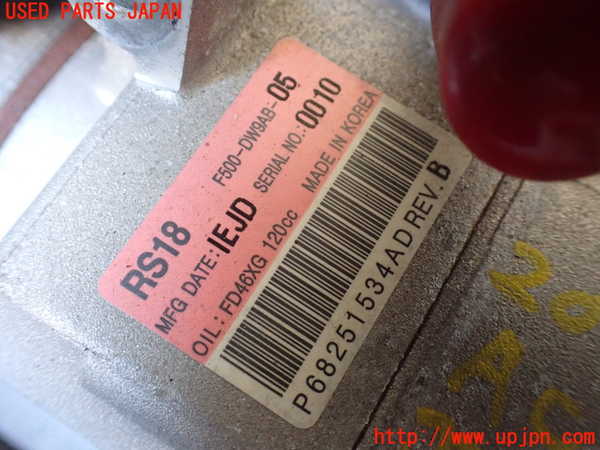 USED PARTS JAPAN
RS18 F500-DW9AB-05
MFG DATE: IEJD SERIAL NO.: 0010
OIL: FD46XG 120cc MADE IN KOREA
P68251534AD REV. B
20
http://www.upjpn.com/